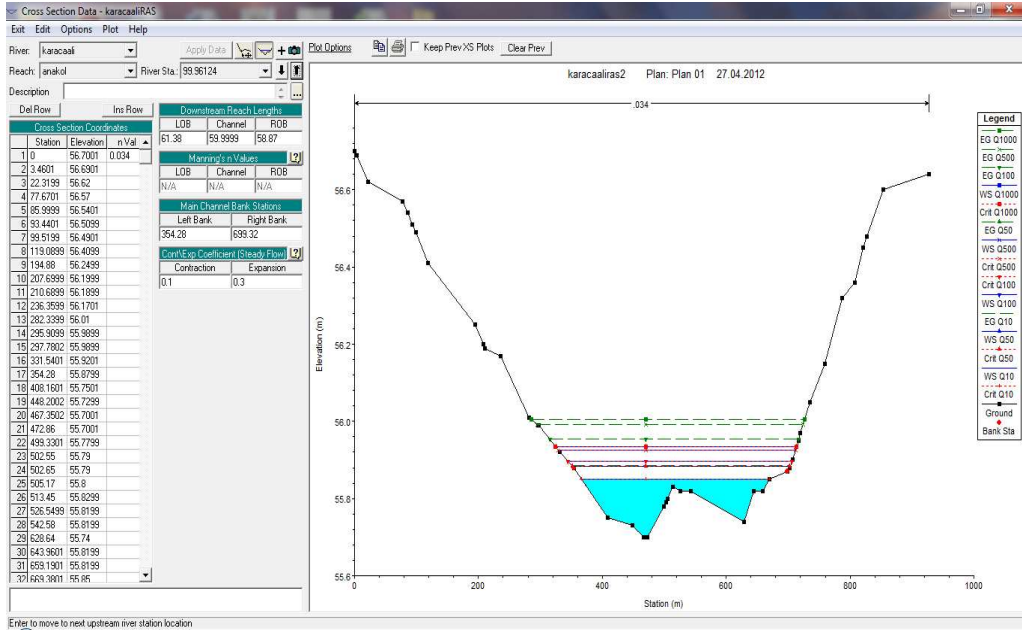 Cross Section Data - karacaaliRAS
Exit Edit Options Plot Help
River: karacaali Apply Data Plot Options Keep Prev XS Plots Clear Prev
Reach: anakol River Sta.: 99.96124
Description
Del Row Ins Row
Cross Section Coordinates
Station Elevation n Val
1 0 56.7001 0.034
2 3.4601 56.6901
3 22.3199 56.62
4 77.6701 56.57
5 85.9999 56.5401
6 93.4401 56.5099
7 99.5199 56.4901
8 119.0899 56.4099
9 194.88 56.2499
10 207.6999 56.1999
11 210.6899 56.1899
12 236.3599 56.1701
13 282.3399 56.01
14 295.9099 55.9899
15 297.7802 55.9899
16 331.5401 55.9201
17 354.28 55.8799
18 408.1601 55.7501
19 448.2002 55.7299
20 467.3502 55.7001
21 472.86 55.7001
22 499.3301 55.7799
23 502.55 55.79
24 502.65 55.79
25 505.17 55.8
26 513.45 55.8299
27 526.5499 55.8199
28 542.58 55.8199
29 628.64 55.74
30 643.9601 55.8199
31 659.1901 55.8199
32 669.3801 55.85
Downstream Reach Lengths
LOB Channel ROB
61.38 59.9999 58.87
Manning's n Values
LOB Channel ROB
N/A N/A N/A
Main Channel Bank Stations
Left Bank Right Bank
354.28 699.32
Cont\Exp Coefficient (Steady Flow)
Contraction Expansion
0.1 0.3
karacaaliras2 Plan: Plan 01 27.04.2012
.034
Elevation (m)
56.6
56.4
56.2
56.0
55.8
55.6
0 200 400 600 800 1000
Station (m)
Legend
EG Q1000
EG Q500
EG Q100
WS Q1000
Crit Q1000
EG Q50
WS Q500
Crit Q500
Crit Q100
WS Q100
EG Q10
WS Q50
Crit Q50
WS Q10
Crit Q10
Ground
Bank Sta
Enter to move to next upstream river station location